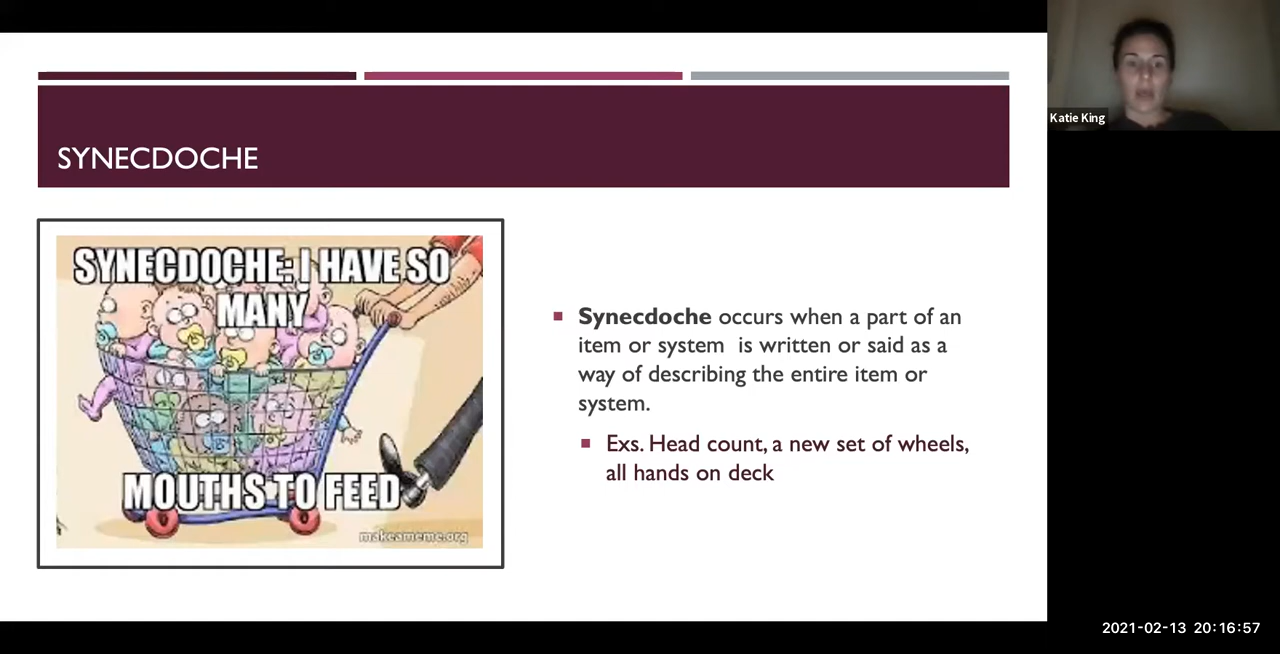 SYNECDOCHE
SYNECDOCHE: I HAVE SO
MANY
MOUTHS TO FEED
makeameme.org
Synecdoche occurs when a part of an
item or system is written or said as a
way of describing the entire item or
system.
Exs. Head count, a new set of wheels,
all hands on deck
Katie King
2021-02-13 20:16:57